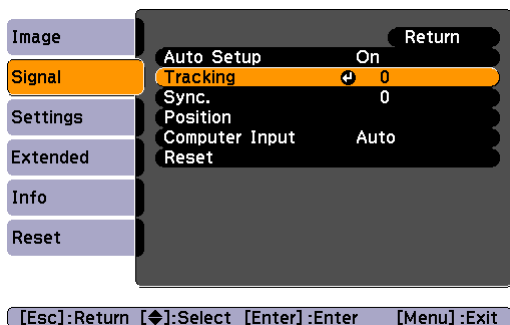 Image
Signal
Settings
Extended
Info
Reset
Return
Auto Setup On
Tracking 0
Sync. 0
Position
Computer Input Auto
Reset
[Esc]:Return [◆]:Select [Enter]:Enter [Menu]:Exit